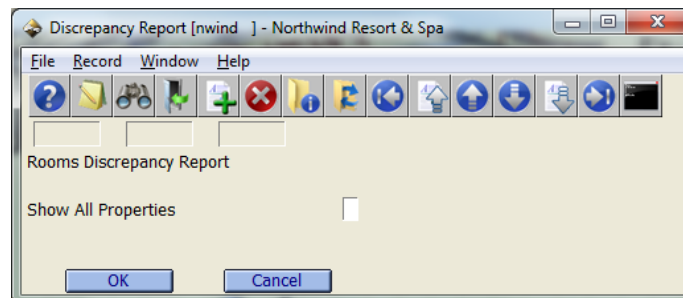 Discrepancy Report [nwind   ] - Northwind Resort & Spa
File Record Window Help
Rooms Discrepancy Report
Show All Properties
OK Cancel